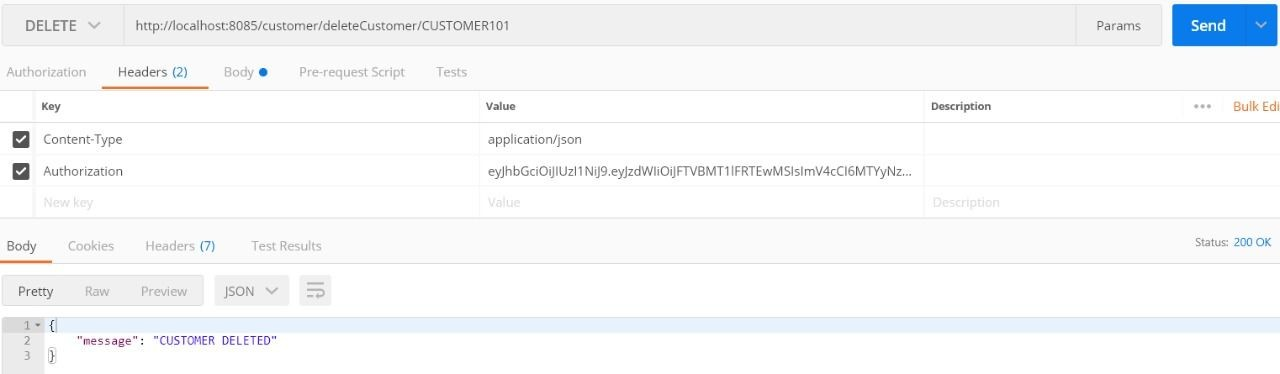 DELETE http://localhost:8085/customer/deleteCustomer/CUSTOMER101 Params Send
Authorization Headers (2) Body Pre-request Script Tests
Key Value Description ••• Bulk Edi
Content-Type application/json
Authorization eyJhbGciOiJIUzI1NiJ9.eyJzdWIiOiJFTVBMT1lFRTEwMSIsImV4cCI6MTYyNz...
New key Value Description
Body Cookies Headers (7) Test Results Status: 200 OK
Pretty Raw Preview JSON
1 {
2 "message": "CUSTOMER DELETED"
3 }